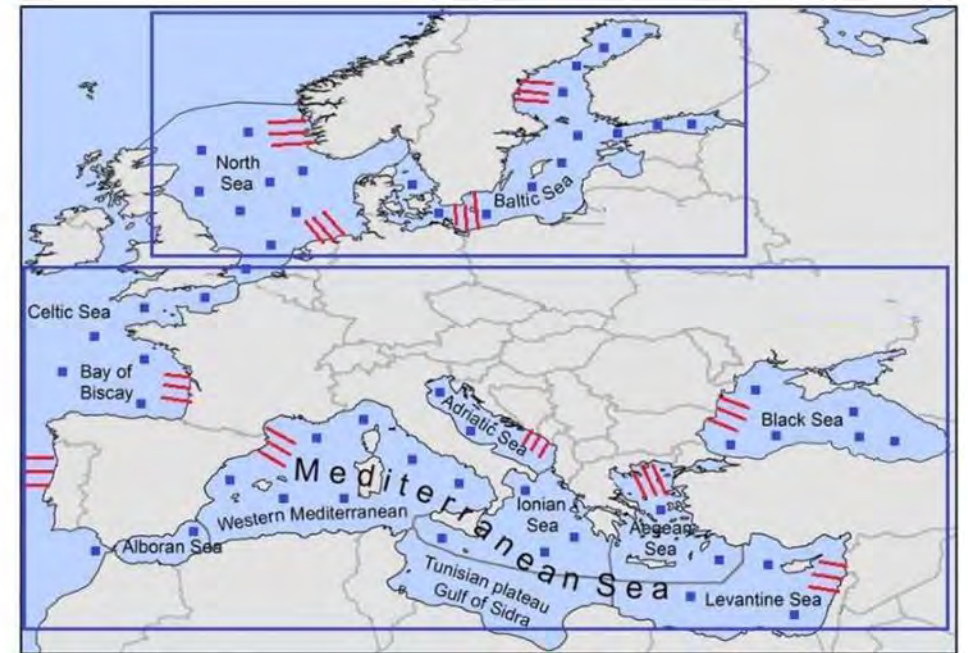 North
Sea
Baltic Sea
Celtic Sea
Bay of
Biscay
Adriatic Sea
Black Sea
Mediterranean Sea
Western Mediterranean
Ionian
Sea
Aegean
Sea
Alboran Sea
Tunisian plateau
Gulf of Sidra
Levantine Sea